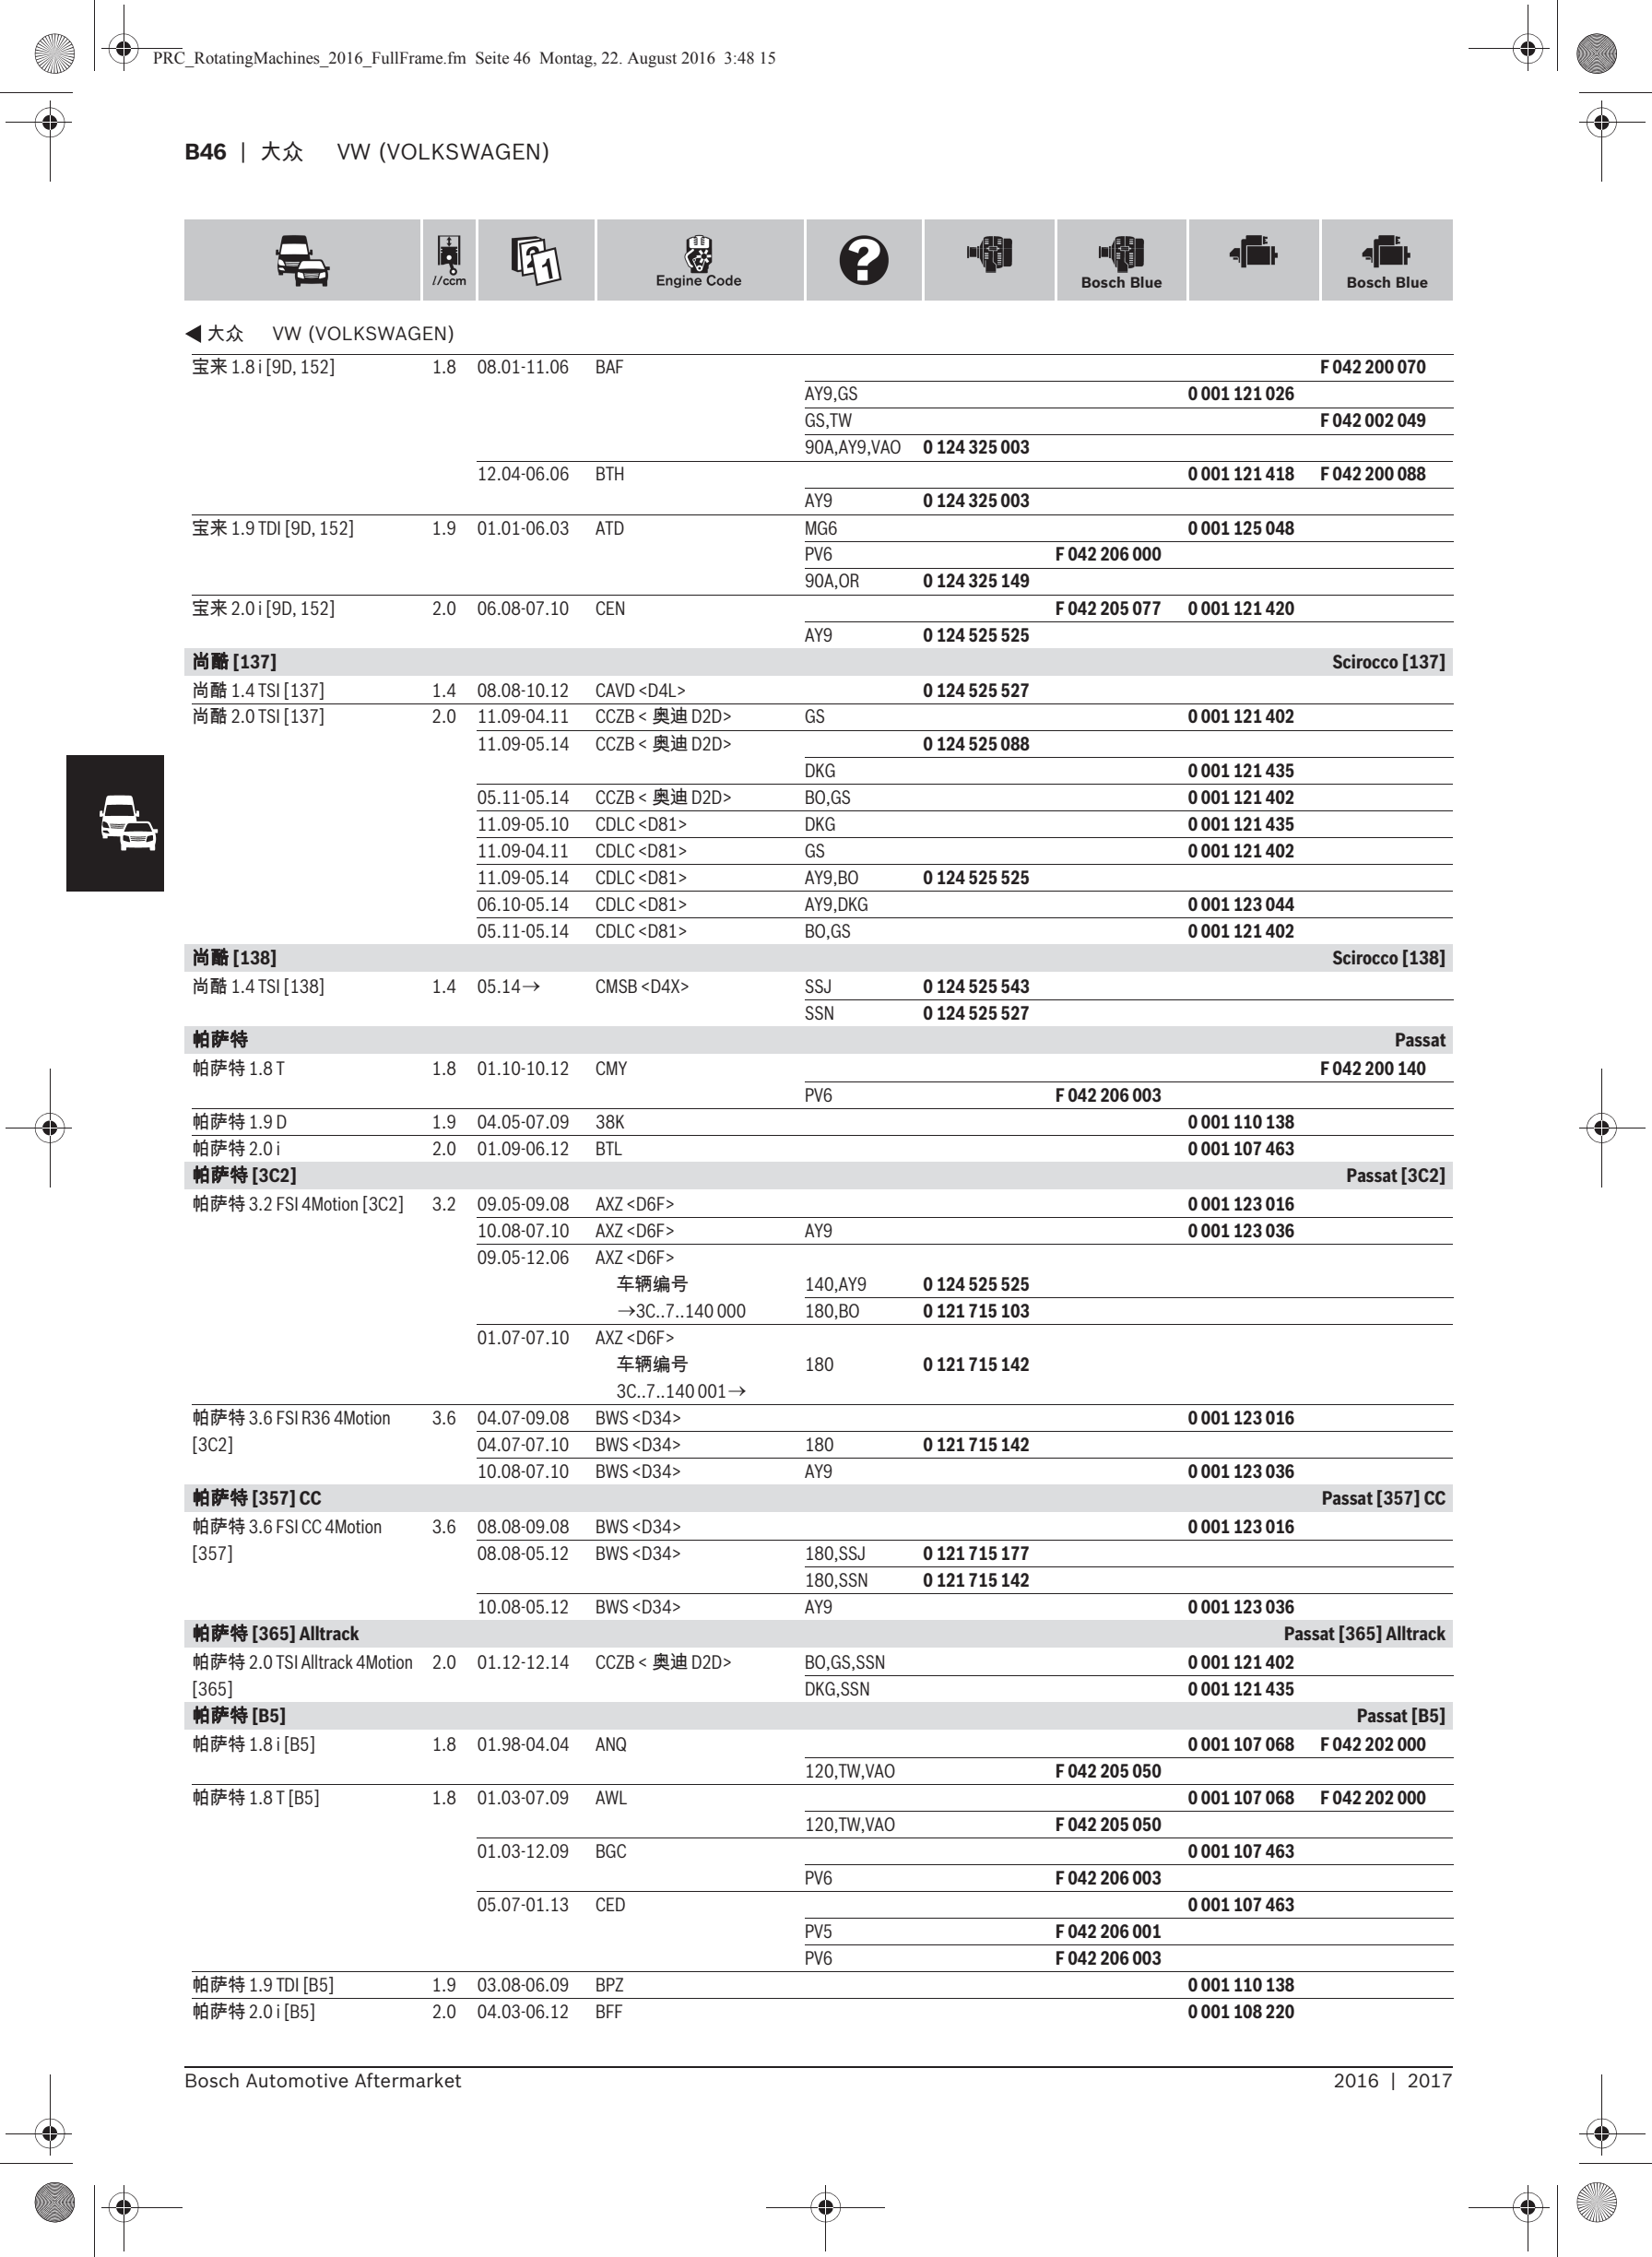 PRC_RotatingMachines_2016_FullFrame.fm Seite 46 Montag, 22. August 2016 3:48 15
B46 | 大众 VW (VOLKSWAGEN)
l/ccm
Engine Code
Bosch Blue
Bosch Blue
大众 VW (VOLKSWAGEN)
宝来 1.8 i [9D, 152] 1.8 08.01-11.06 BAF F 042 200 070
AY9,GS 0 001 121 026
GS,TW F 042 002 049
90A,AY9,VAO 0 124 325 003
12.04-06.06 BTH 0 001 121 418 F 042 200 088
AY9 0 124 325 003
宝来 1.9 TDI [9D, 152] 1.9 01.01-06.03 ATD MG6 0 001 125 048
PV6 F 042 206 000
90A,OR 0 124 325 149
宝来 2.0 i [9D, 152] 2.0 06.08-07.10 CEN F 042 205 077 0 001 121 420
AY9 0 124 525 525
尚酷 [137] Scirocco [137]
尚酷 1.4 TSI [137] 1.4 08.08-10.12 CAVD <D4L> 0 124 525 527
尚酷 2.0 TSI [137] 2.0 11.09-04.11 CCZB < 奥迪 D2D> GS 0 001 121 402
11.09-05.14 CCZB < 奥迪 D2D> 0 124 525 088
DKG 0 001 121 435
05.11-05.14 CCZB < 奥迪 D2D> BO,GS 0 001 121 402
11.09-05.10 CDLC <D81> DKG 0 001 121 435
11.09-04.11 CDLC <D81> GS 0 001 121 402
11.09-05.14 CDLC <D81> AY9,BO 0 124 525 525
06.10-05.14 CDLC <D81> AY9,DKG 0 001 123 044
05.11-05.14 CDLC <D81> BO,GS 0 001 121 402
尚酷 [138] Scirocco [138]
尚酷 1.4 TSI [138] 1.4 05.14→ CMSB <D4X> SSJ 0 124 525 543
SSN 0 124 525 527
帕萨特 Passat
帕萨特 1.8 T 1.8 01.10-10.12 CMY F 042 200 140
PV6 F 042 206 003
帕萨特 1.9 D 1.9 04.05-07.09 38K 0 001 110 138
帕萨特 2.0 i 2.0 01.09-06.12 BTL 0 001 107 463
帕萨特 [3C2] Passat [3C2]
帕萨特 3.2 FSI 4Motion [3C2] 3.2 09.05-09.08 AXZ <D6F> 0 001 123 016
10.08-07.10 AXZ <D6F> AY9 0 001 123 036
09.05-12.06 AXZ <D6F>
车辆编号 140,AY9 0 124 525 525
→3C..7..140 000 180,BO 0 121 715 103
01.07-07.10 AXZ <D6F>
车辆编号 180 0 121 715 142
3C..7..140 001→
帕萨特 3.6 FSI R36 4Motion 3.6 04.07-09.08 BWS <D34> 0 001 123 016
[3C2] 04.07-07.10 BWS <D34> 180 0 121 715 142
10.08-07.10 BWS <D34> AY9 0 001 123 036
帕萨特 [357] CC Passat [357] CC
帕萨特 3.6 FSI CC 4Motion 3.6 08.08-09.08 BWS <D34> 0 001 123 016
[357] 08.08-05.12 BWS <D34> 180,SSJ 0 121 715 177
180,SSN 0 121 715 142
10.08-05.12 BWS <D34> AY9 0 001 123 036
帕萨特 [365] Alltrack Passat [365] Alltrack
帕萨特 2.0 TSI Alltrack 4Motion 2.0 01.12-12.14 CCZB < 奥迪 D2D> BO,GS,SSN 0 001 121 402
[365] DKG,SSN 0 001 121 435
帕萨特 [B5] Passat [B5]
帕萨特 1.8 i [B5] 1.8 01.98-04.04 ANQ 0 001 107 068 F 042 202 000
120,TW,VAO F 042 205 050
帕萨特 1.8 T [B5] 1.8 01.03-07.09 AWL 0 001 107 068 F 042 202 000
120,TW,VAO F 042 205 050
01.03-12.09 BGC 0 001 107 463
PV6 F 042 206 003
05.07-01.13 CED 0 001 107 463
PV5 F 042 206 001
PV6 F 042 206 003
帕萨特 1.9 TDI [B5] 1.9 03.08-06.09 BPZ 0 001 110 138
帕萨特 2.0 i [B5] 2.0 04.03-06.12 BFF 0 001 108 220
Bosch Automotive Aftermarket 2016 | 2017